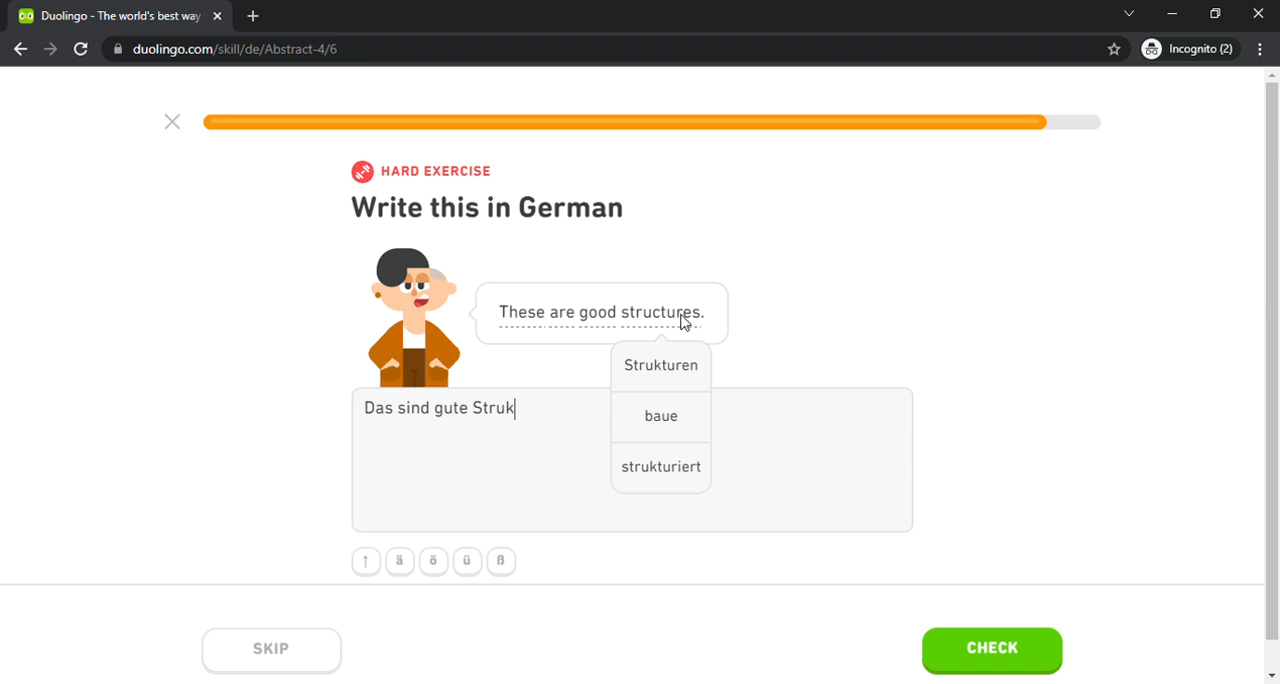 Duolingo - The world's best way
duolingo.com/skill/de/Abstract-4/6
Incognito (2)
HARD EXERCISE
Write this in German
These are good structures.
Strukturen
baue
strukturiert
Das sind gute Struk
↑ ä ö ü ß
SKIP
CHECK